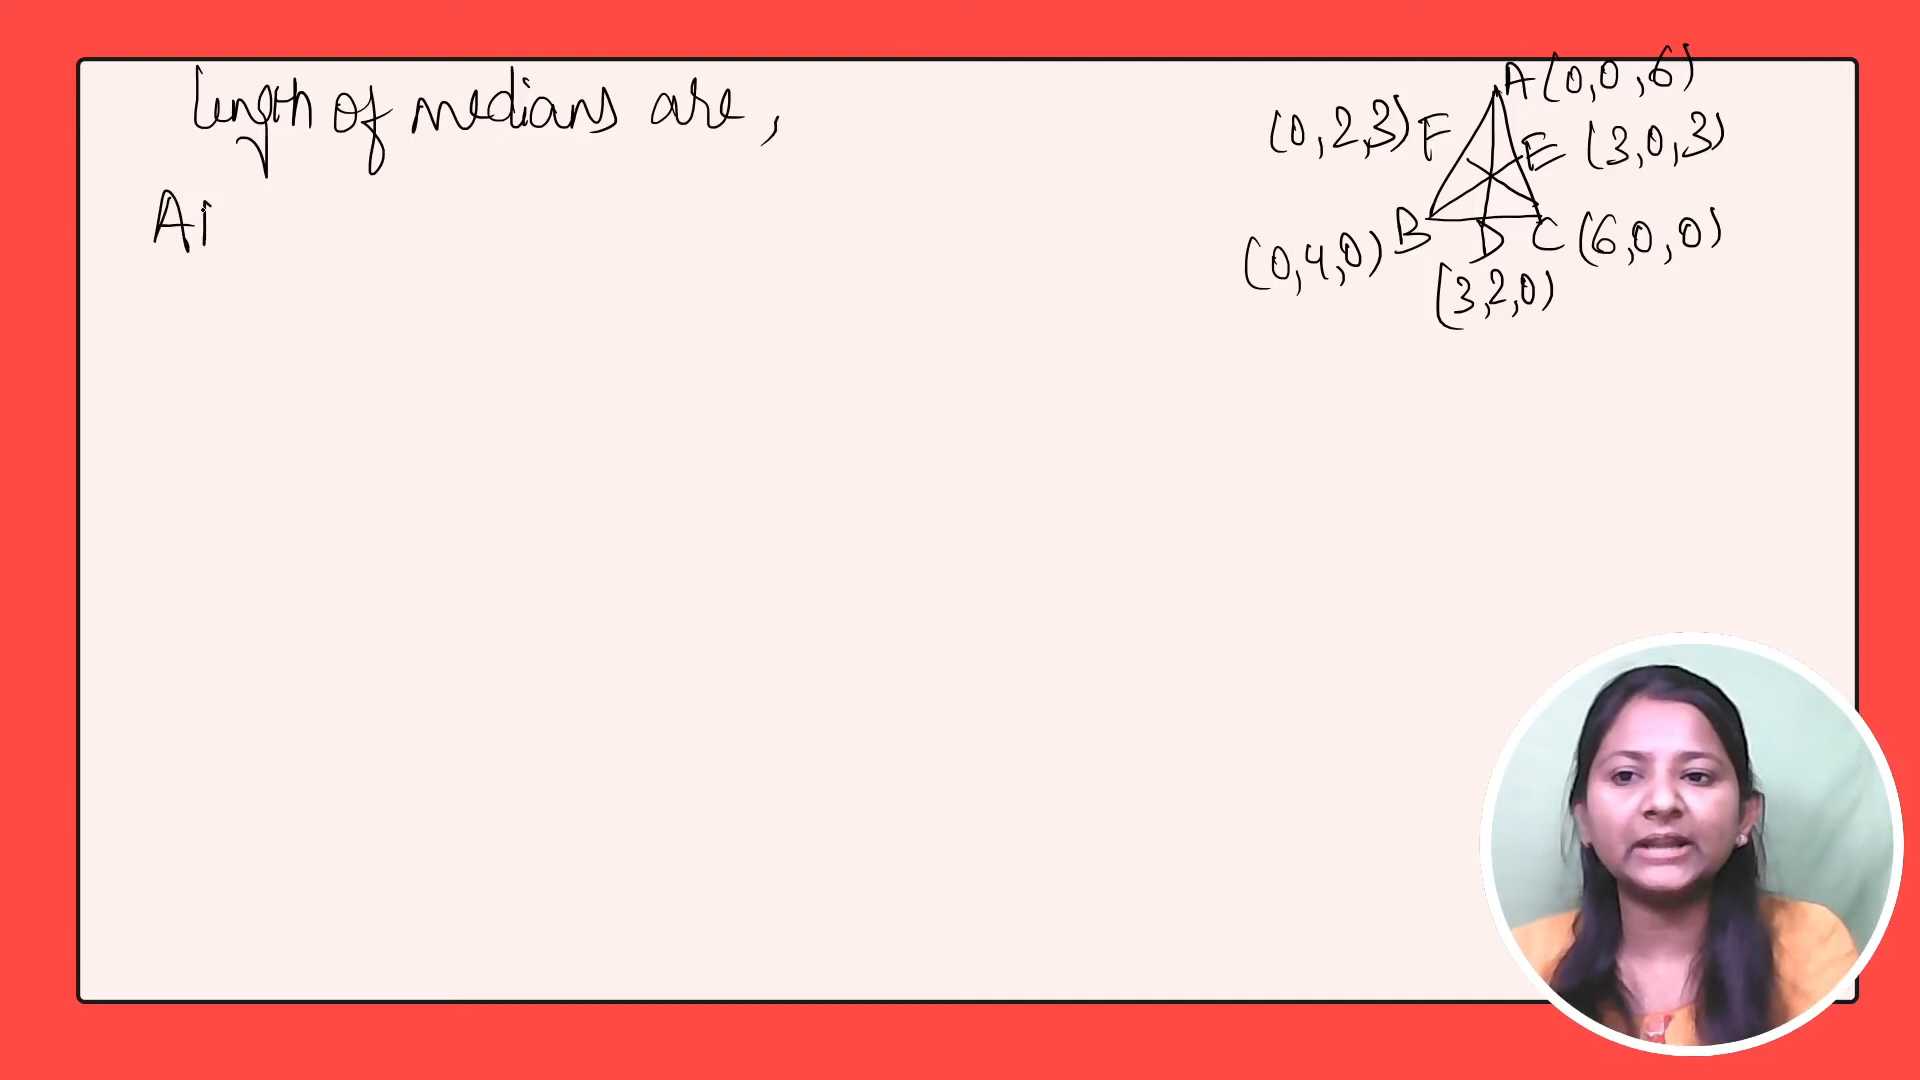 length of medians are,
A
A(0,0,6)
(0,2,3) F
E (3,0,3)
(0,4,0) B D C (6,0,0)
(3,2,0)